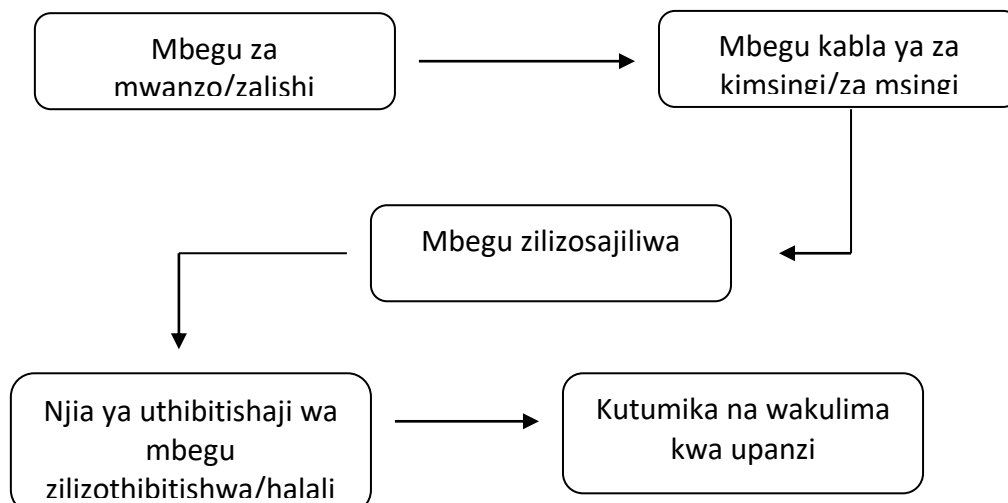 Mbegu za
mwanzo/zalishi
Mbegu kabla ya za
kimsingi/za msingi
Mbegu zilizosajiliwa
Njia ya uthibitishaji wa
mbegu
zilizothibitishwa/halali
Kutumika na wakulima
kwa upanzi